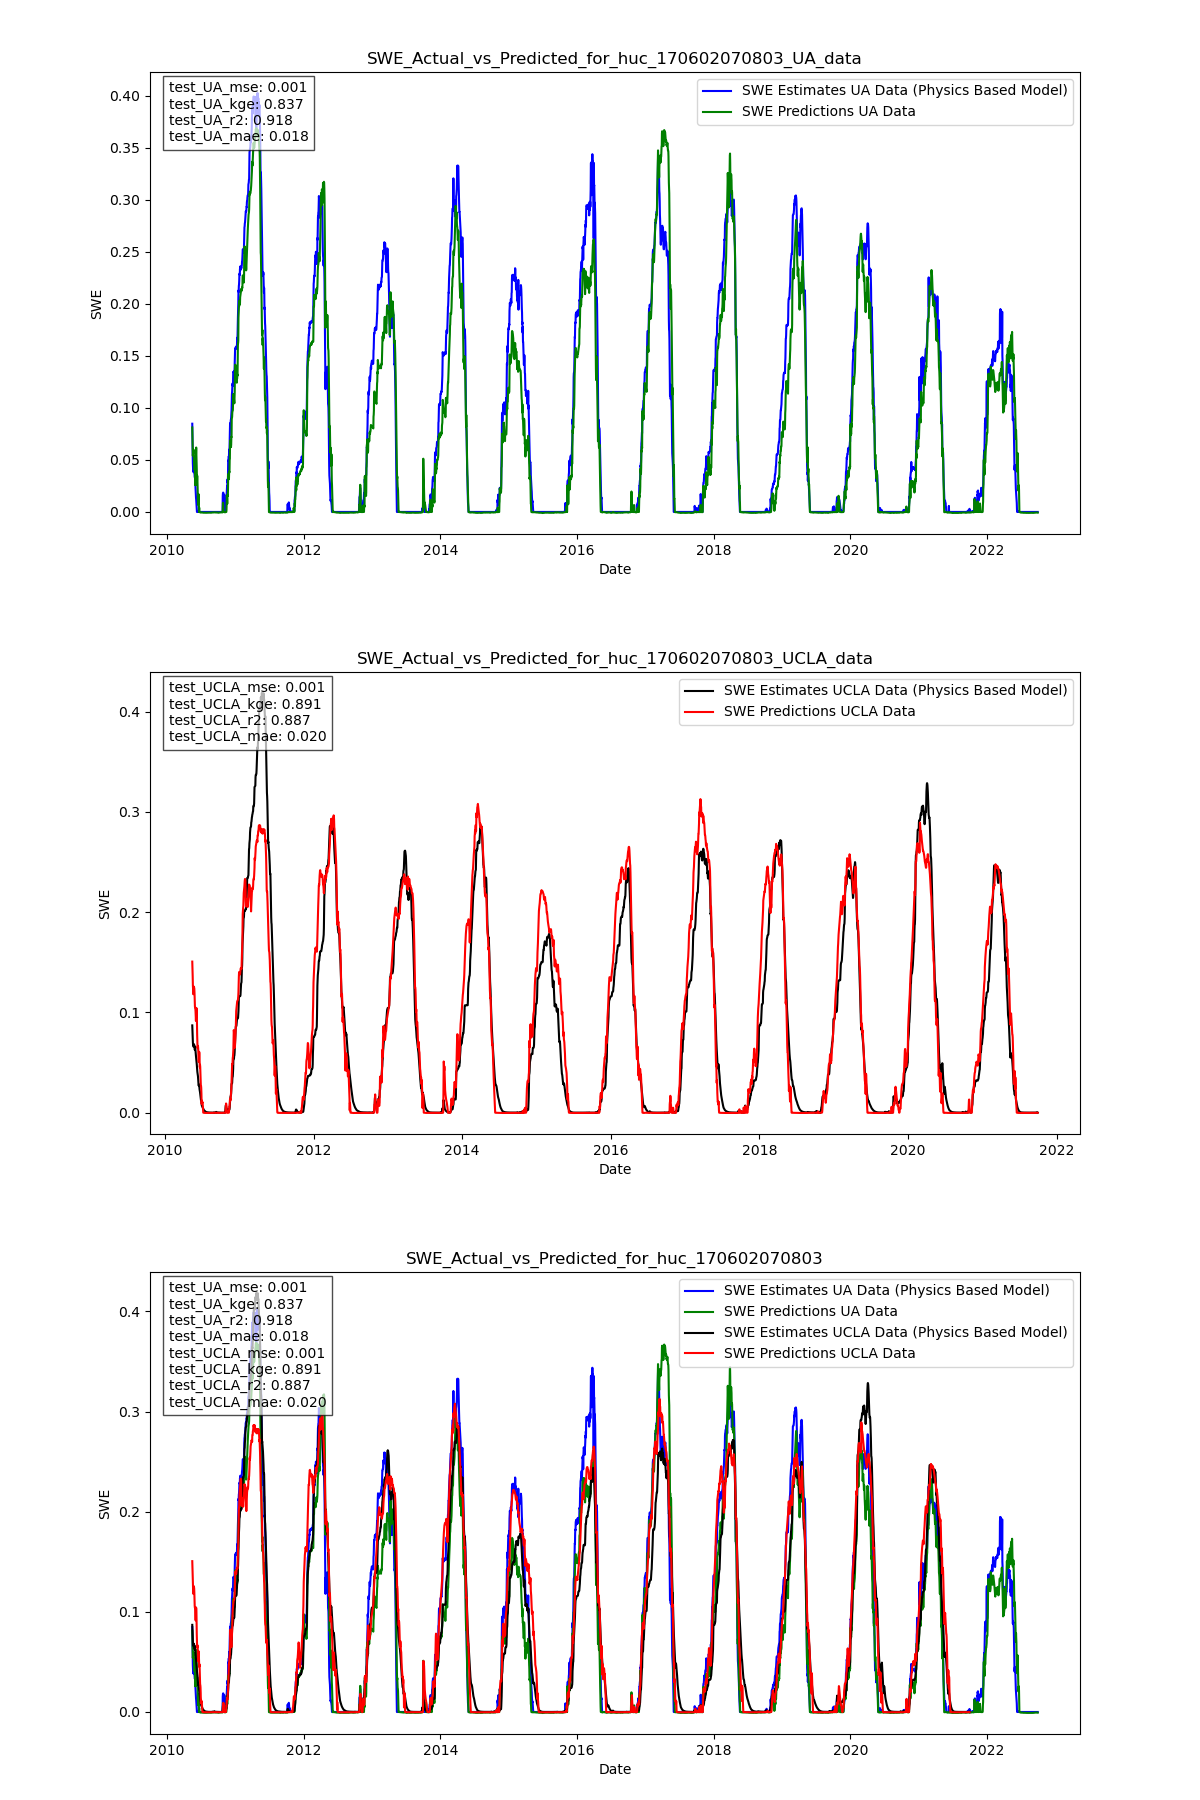 SWE_Actual_vs_Predicted_for_huc_170602070803_UA_data
test_UA_mse: 0.001
test_UA_kge: 0.837
test_UA_r2: 0.918
test_UA_mae: 0.018
SWE Estimates UA Data (Physics Based Model)
SWE Predictions UA Data
0.40
0.35
0.30
0.25
0.20
0.15
0.10
0.05
0.00
SWE
2010 2012 2014 2016 2018 2020 2022
Date
SWE_Actual_vs_Predicted_for_huc_170602070803_UCLA_data
test_UCLA_mse: 0.001
test_UCLA_kge: 0.891
test_UCLA_r2: 0.887
test_UCLA_mae: 0.020
SWE Estimates UCLA Data (Physics Based Model)
SWE Predictions UCLA Data
0.4
0.3
0.2
0.1
0.0
SWE
2010 2012 2014 2016 2018 2020 2022
Date
SWE_Actual_vs_Predicted_for_huc_170602070803
test_UA_mse: 0.001
test_UA_kge: 0.837
test_UA_r2: 0.918
test_UA_mae: 0.018
test_UCLA_mse: 0.001
test_UCLA_kge: 0.891
test_UCLA_r2: 0.887
test_UCLA_mae: 0.020
SWE Estimates UA Data (Physics Based Model)
SWE Predictions UA Data
SWE Estimates UCLA Data (Physics Based Model)
SWE Predictions UCLA Data
0.4
0.3
0.2
0.1
0.0
SWE
2010 2012 2014 2016 2018 2020 2022
Date